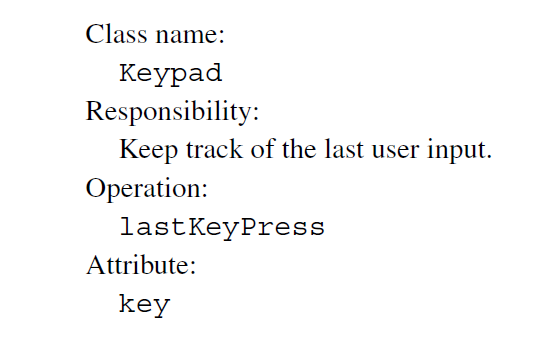 Class name:
Keypad
Responsibility:
Keep track of the last user input.
Operation:
lastKeyPress
Attribute:
key